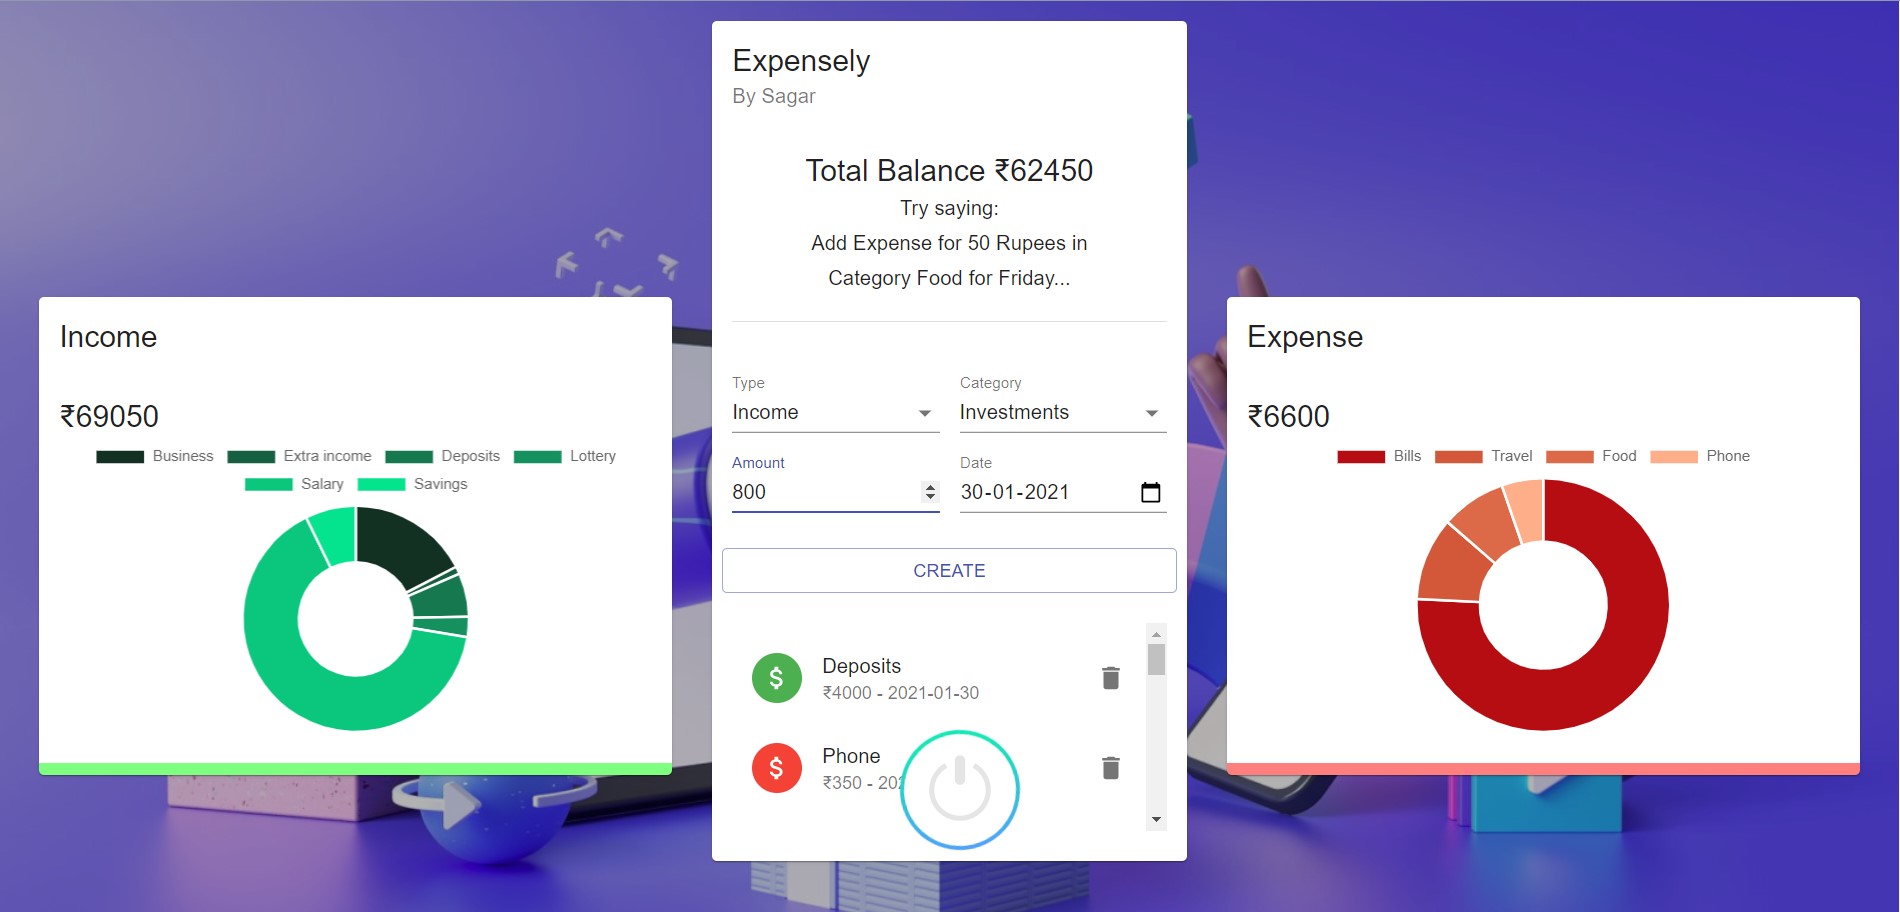 Expensely
By Sagar
Total Balance ₹62450
Try saying:
Add Expense for 50 Rupees in
Category Food for Friday...
Income
₹69050
Business Extra income Deposits Lottery
Salary Savings
Type Category
Income Investments
Amount Date
800 30-01-2021
CREATE
$ Deposits
₹4000 - 2021-01-30
$ Phone
₹350 - 202
Expense
₹6600
Bills Travel Food Phone